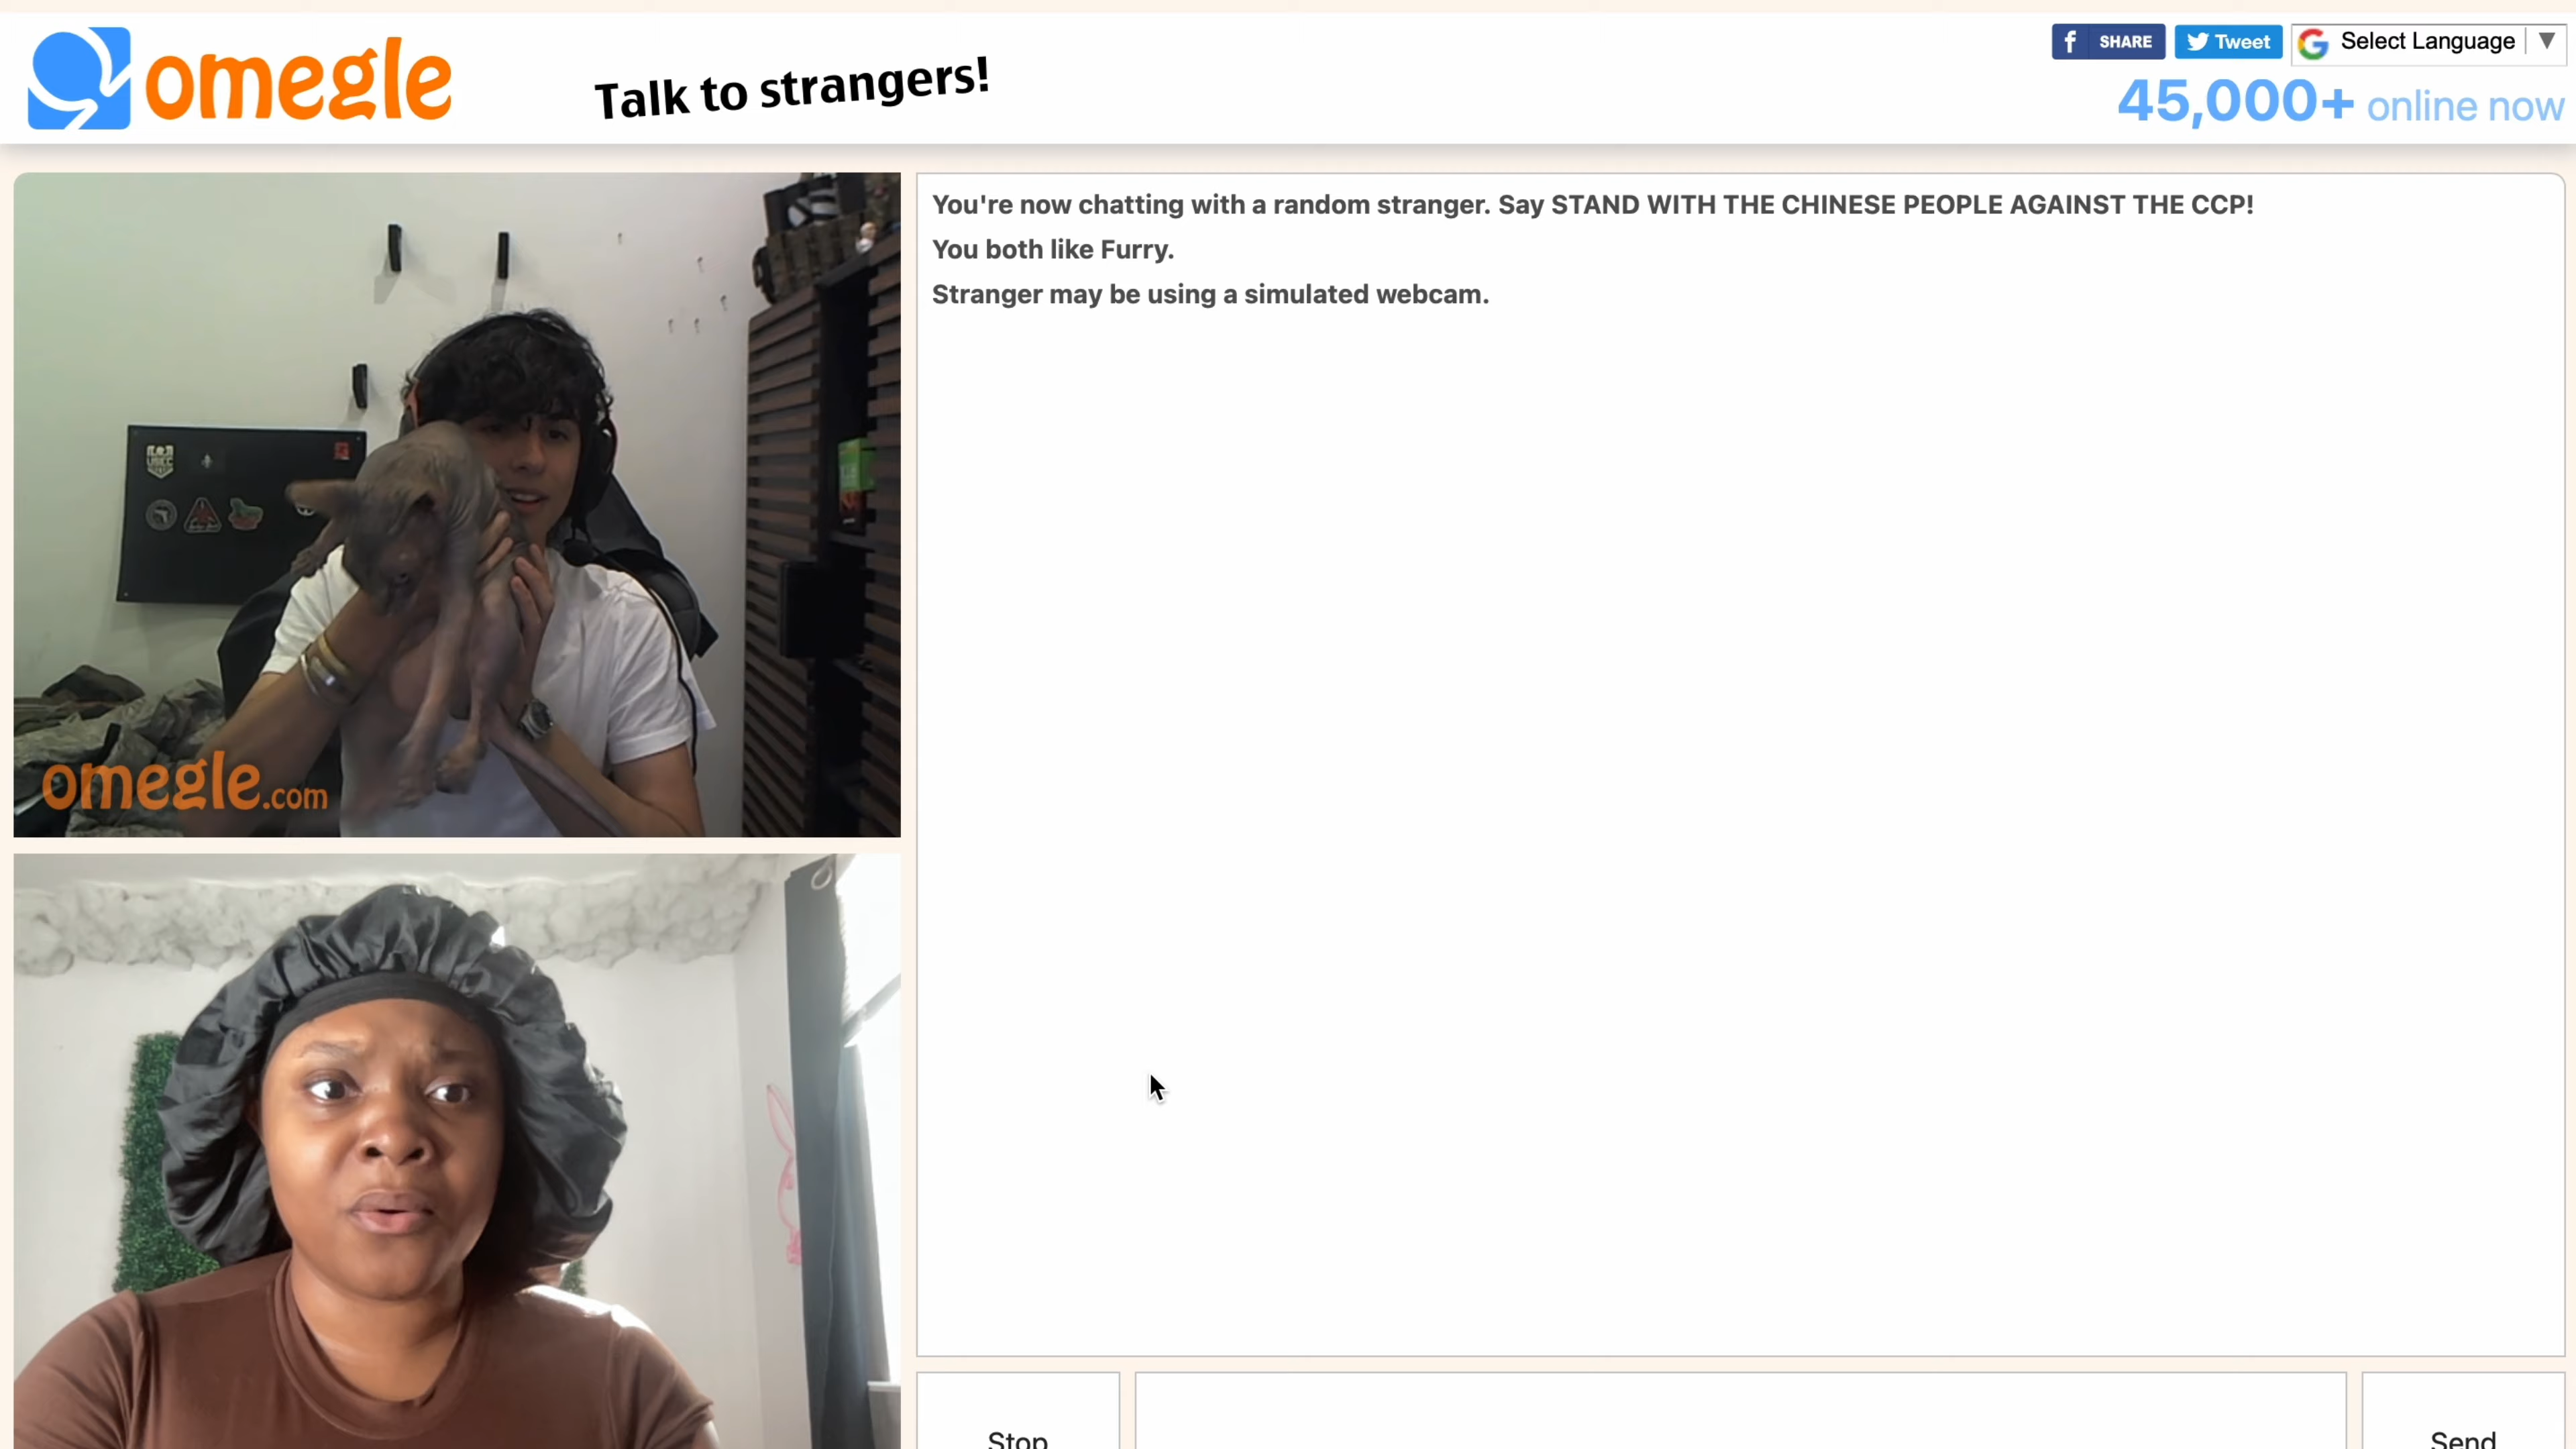 omegle
Talk to strangers!
f SHARE
Tweet
G Select Language ▼
45,000+ online now
You're now chatting with a random stranger. Say STAND WITH THE CHINESE PEOPLE AGAINST THE CCP!
You both like Furry.
Stranger may be using a simulated webcam.
USEC
omegle.com
Stop
Send